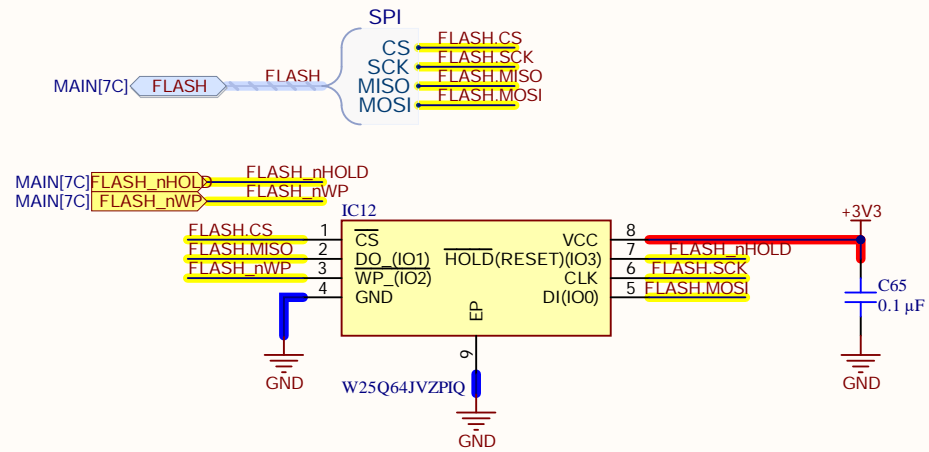 SPI
CS FLASH.CS
SCK FLASH.SCK
MAIN[7C] FLASH FLASH MISO FLASH.MISO
MOSI FLASH.MOSI
MAIN[7C] FLASH_nHOLD FLASH_nHOLD
MAIN[7C] FLASH_nWP FLASH_nWP
IC12 +3V3
FLASH.CS 1 CS VCC 8
FLASH.MISO 2 DO_(IO1) HOLD(RESET)(IO3) 7 FLASH_nHOLD
FLASH_nWP 3 WP_(IO2) CLK 6 FLASH.SCK
4 GND DI(IO0) 5 FLASH.MOSI
C65
0.1 µF
EP
9
GND
GND
W25Q64JVZPIQ
GND